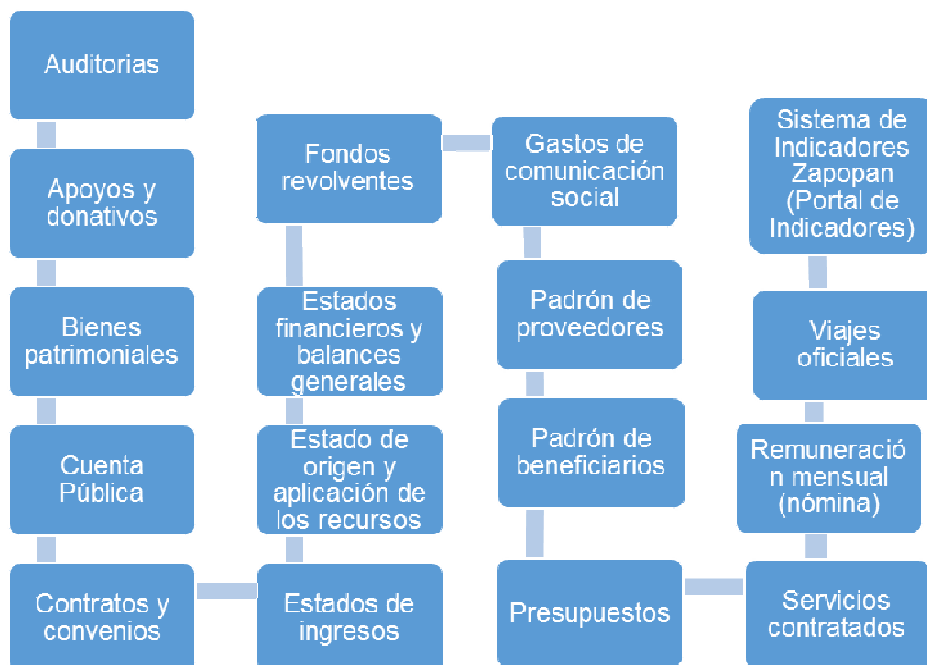 Auditorias
Apoyos y
donativos
Bienes
patrimoniales
Cuenta
Pública
Contratos y
convenios
Estados de
ingresos
Estado de
origen y
aplicación de
los recursos
Estados
financieros y
balances
generales
Fondos
revolventes
Gastos de
comunicación
social
Padrón de
proveedores
Padrón de
beneficiarios
Presupuestos
Servicios
contratados
Remuneració
n mensual
(nómina)
Viajes
oficiales
Sistema de
Indicadores
Zapopan
(Portal de
Indicadores)